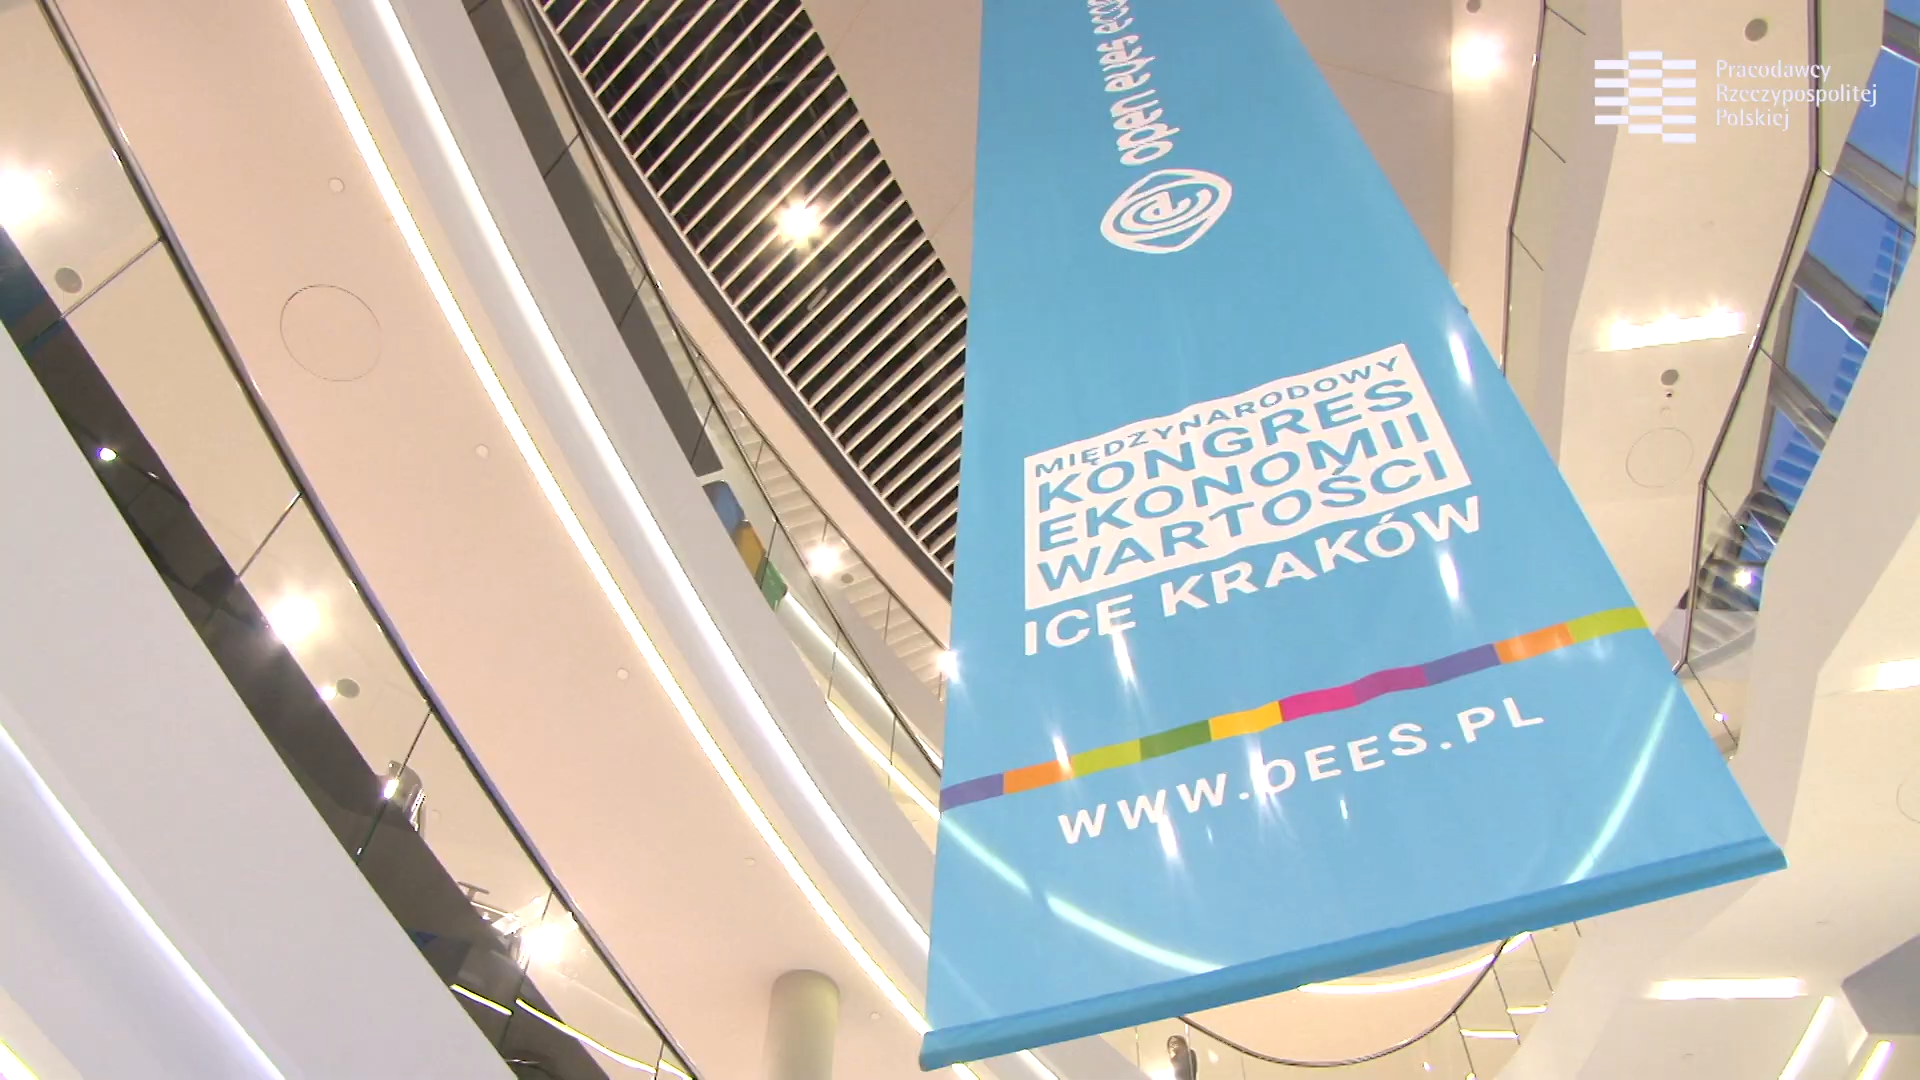 open eyes
e
MIĘDZYNARODOWY
KONGRES
EKONOMII
WARTOŚCI
ICE KRAKÓW
WWW.OEES.PL
Pracodawcy
Rzeczypospolitej
Polskiej